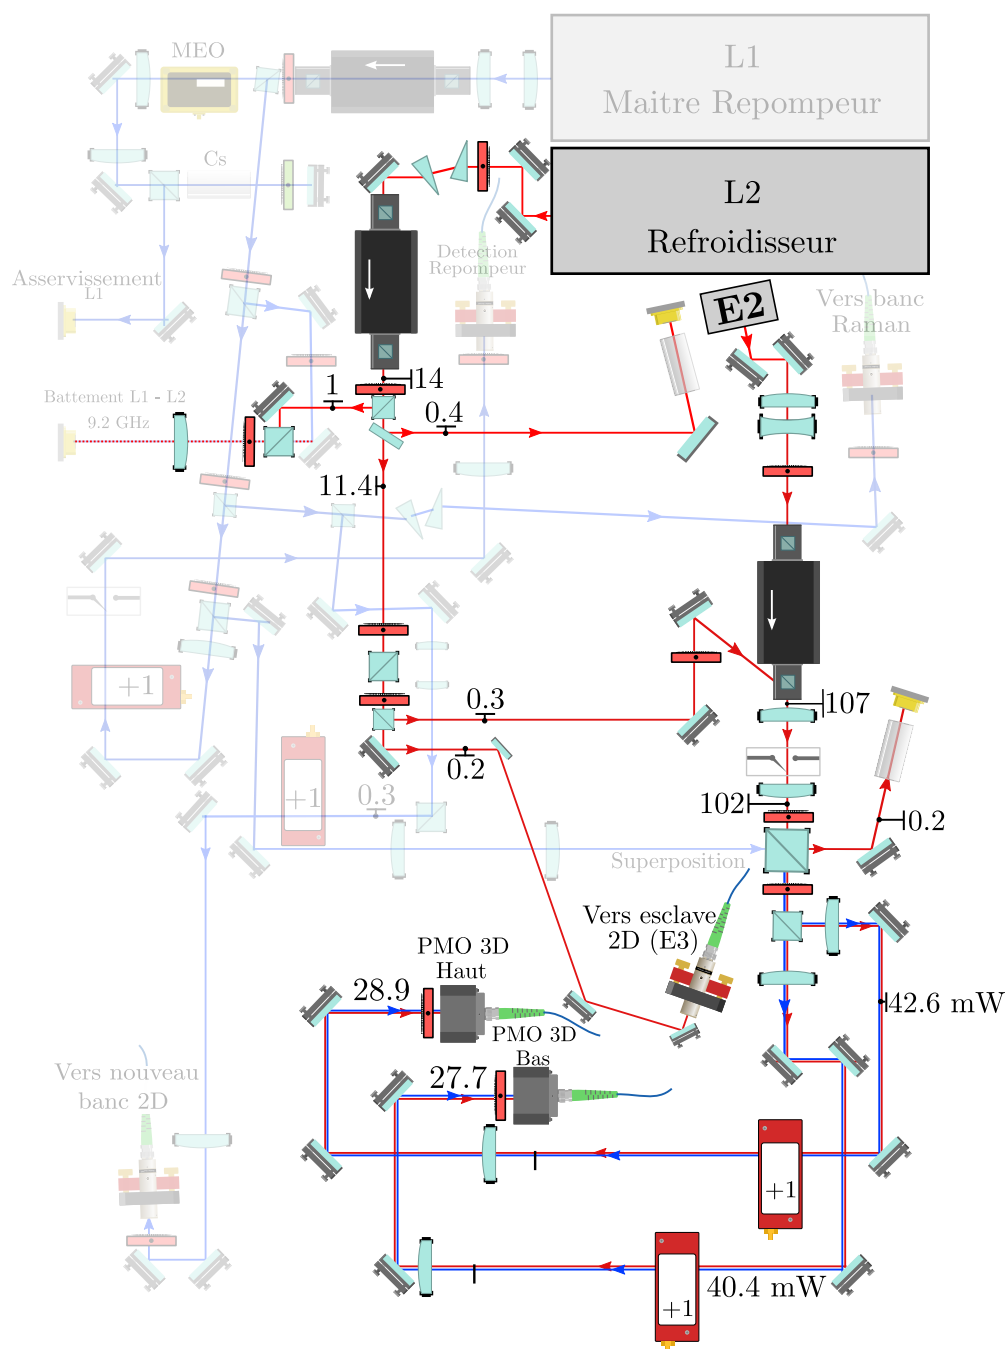 L1
Maitre Repompeur
MEO
L2
Refroidisseur
Cs
Detection
Repompeur
Asservissement
L1
E2
Vers banc
Raman
14
1
0.4
Battement L1 - L2
9.2 GHz
11.4
+1
0.3
107
0.2
+1
0.3
102
0.2
Superposition
Vers esclave
2D (E3)
PMO 3D
Haut
28.9
42.6 mW
PMO 3D
Bas
27.7
Vers nouveau
banc 2D
+1
40.4 mW
+1